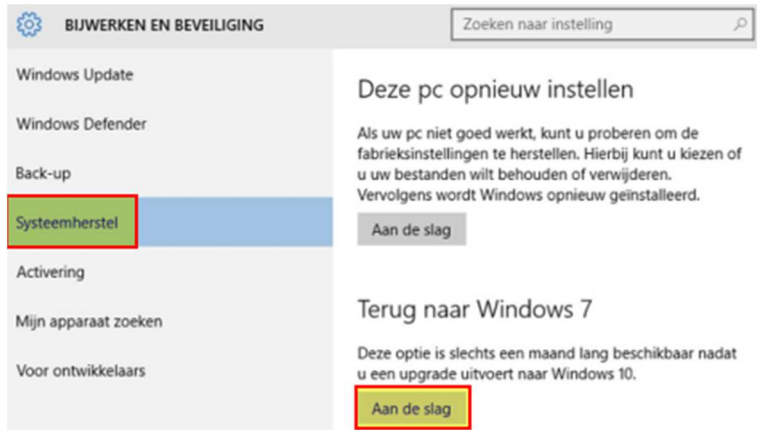 BIJWERKEN EN BEVEILIGING
Zoeken naar instelling
Windows Update
Windows Defender
Back-up
Systeemherstel
Activering
Mijn apparaat zoeken
Voor ontwikkelaars
Deze pc opnieuw instellen
Als uw pc niet goed werkt, kunt u proberen om de
fabrieksinstellingen te herstellen. Hierbij kunt u kiezen of
u uw bestanden wilt behouden of verwijderen.
Vervolgens wordt Windows opnieuw geïnstalleerd.
Aan de slag
Terug naar Windows 7
Deze optie is slechts een maand lang beschikbaar nadat
u een upgrade uitvoert naar Windows 10.
Aan de slag